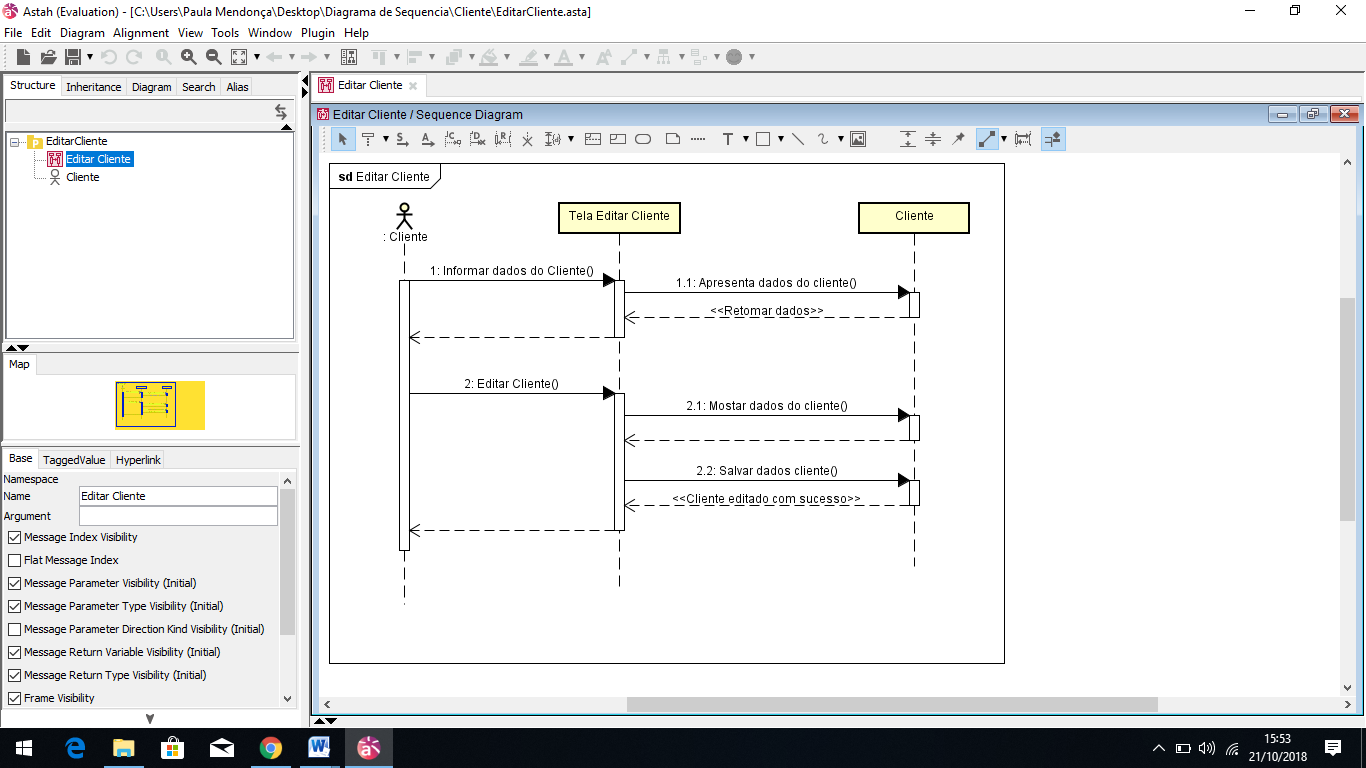 Astah (Evaluation) - [C:\Users\Paula Mendonça\Desktop\Diagrama de Sequencia\Cliente\EditarCliente.asta]
File Edit Diagram Alignment View Tools Window Plugin Help
Structure Inheritance Diagram Search Alias
EditarCliente
Editar Cliente
Cliente
Map
Base TaggedValue Hyperlink
Namespace
Name Editar Cliente
Argument
Message Index Visibility
Flat Message Index
Message Parameter Visibility (Initial)
Message Parameter Type Visibility (Initial)
Message Parameter Direction Kind Visibility (Initial)
Message Return Variable Visibility (Initial)
Message Return Type Visibility (Initial)
Frame Visibility
Editar Cliente
Editar Cliente / Sequence Diagram
sd Editar Cliente
: Cliente
Tela Editar Cliente
Cliente
1: Informar dados do Cliente()
1.1: Apresenta dados do cliente()
<<Retornar dados>>
2: Editar Cliente()
2.1: Mostar dados do cliente()
2.2: Salvar dados cliente()
<<Cliente editado com sucesso>>
15:53
21/10/2018